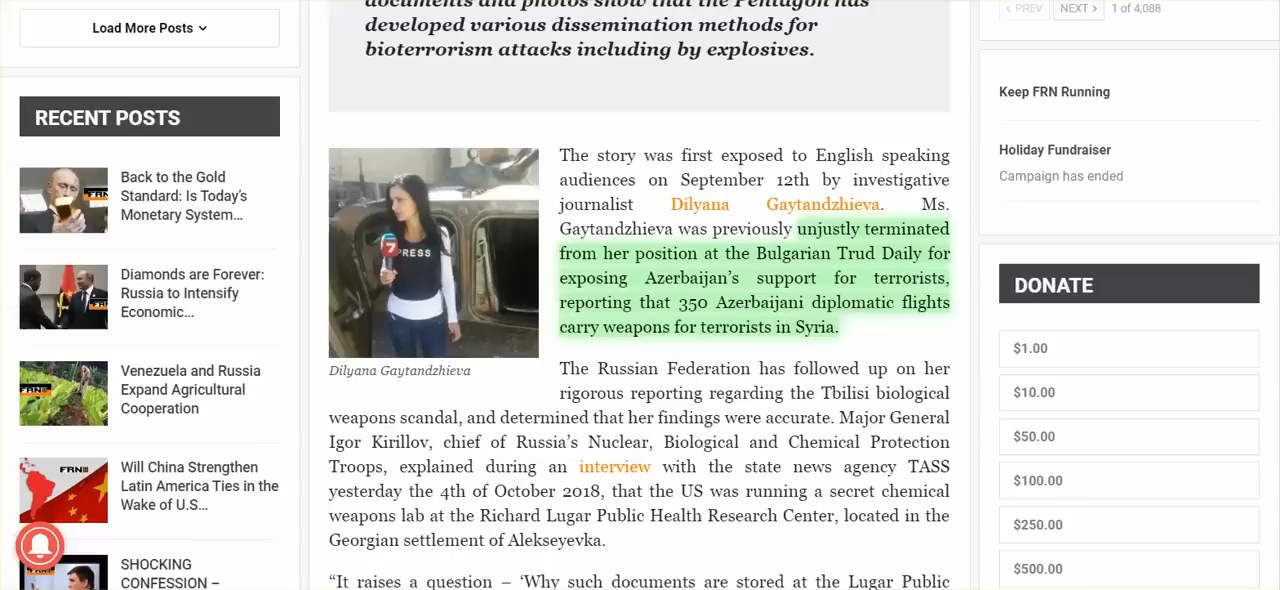 Load More Posts
RECENT POSTS
Back to the Gold
Standard: Is Today's
Monetary System...
Diamonds are Forever:
Russia to Intensify
Economic...
Venezuela and Russia
Expand Agricultural
Cooperation
Will China Strengthen
Latin America Ties in the
Wake of U.S...
SHOCKING
CONFESSION –
documents and photos show that the Pentagon has
developed various dissemination methods for
bioterrorism attacks including by explosives.
7
PRESS
Dilyana Gaytandzhieva
The story was first exposed to English speaking
audiences on September 12th by investigative
journalist Dilyana Gaytandzhieva. Ms.
Gaytandzhieva was previously unjustly terminated
from her position at the Bulgarian Trud Daily for
exposing Azerbaijan's support for terrorists,
reporting that 350 Azerbaijani diplomatic flights
carry weapons for terrorists in Syria.
The Russian Federation has followed up on her
rigorous reporting regarding the Tbilisi biological
weapons scandal, and determined that her findings were accurate. Major General
Igor Kirillov, chief of Russia's Nuclear, Biological and Chemical Protection
Troops, explained during an interview with the state news agency TASS
yesterday the 4th of October 2018, that the US was running a secret chemical
weapons lab at the Richard Lugar Public Health Research Center, located in the
Georgian settlement of Alekseyevka.
“It raises a question – ‘Why such documents are stored at the Lugar Public
PREV NEXT 1 of 4,088
Keep FRN Running
Holiday Fundraiser
Campaign has ended
DONATE
$1.00
$10.00
$50.00
$100.00
$250.00
$500.00